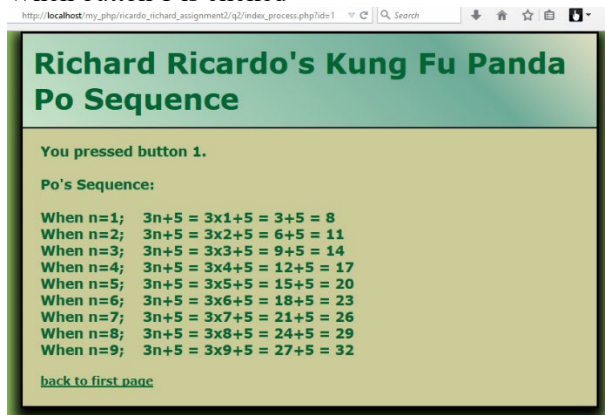 http://localhost/my_php/ricardo_richard_assignment2/q2/index_process.php?id=1 Search
Richard Ricardo's Kung Fu Panda
Po Sequence
You pressed button 1.
Po's Sequence:
When n=1; 3n+5 = 3x1+5 = 3+5 = 8
When n=2; 3n+5 = 3x2+5 = 6+5 = 11
When n=3; 3n+5 = 3x3+5 = 9+5 = 14
When n=4; 3n+5 = 3x4+5 = 12+5 = 17
When n=5; 3n+5 = 3x5+5 = 15+5 = 20
When n=6; 3n+5 = 3x6+5 = 18+5 = 23
When n=7; 3n+5 = 3x7+5 = 21+5 = 26
When n=8; 3n+5 = 3x8+5 = 24+5 = 29
When n=9; 3n+5 = 3x9+5 = 27+5 = 32
back to first page